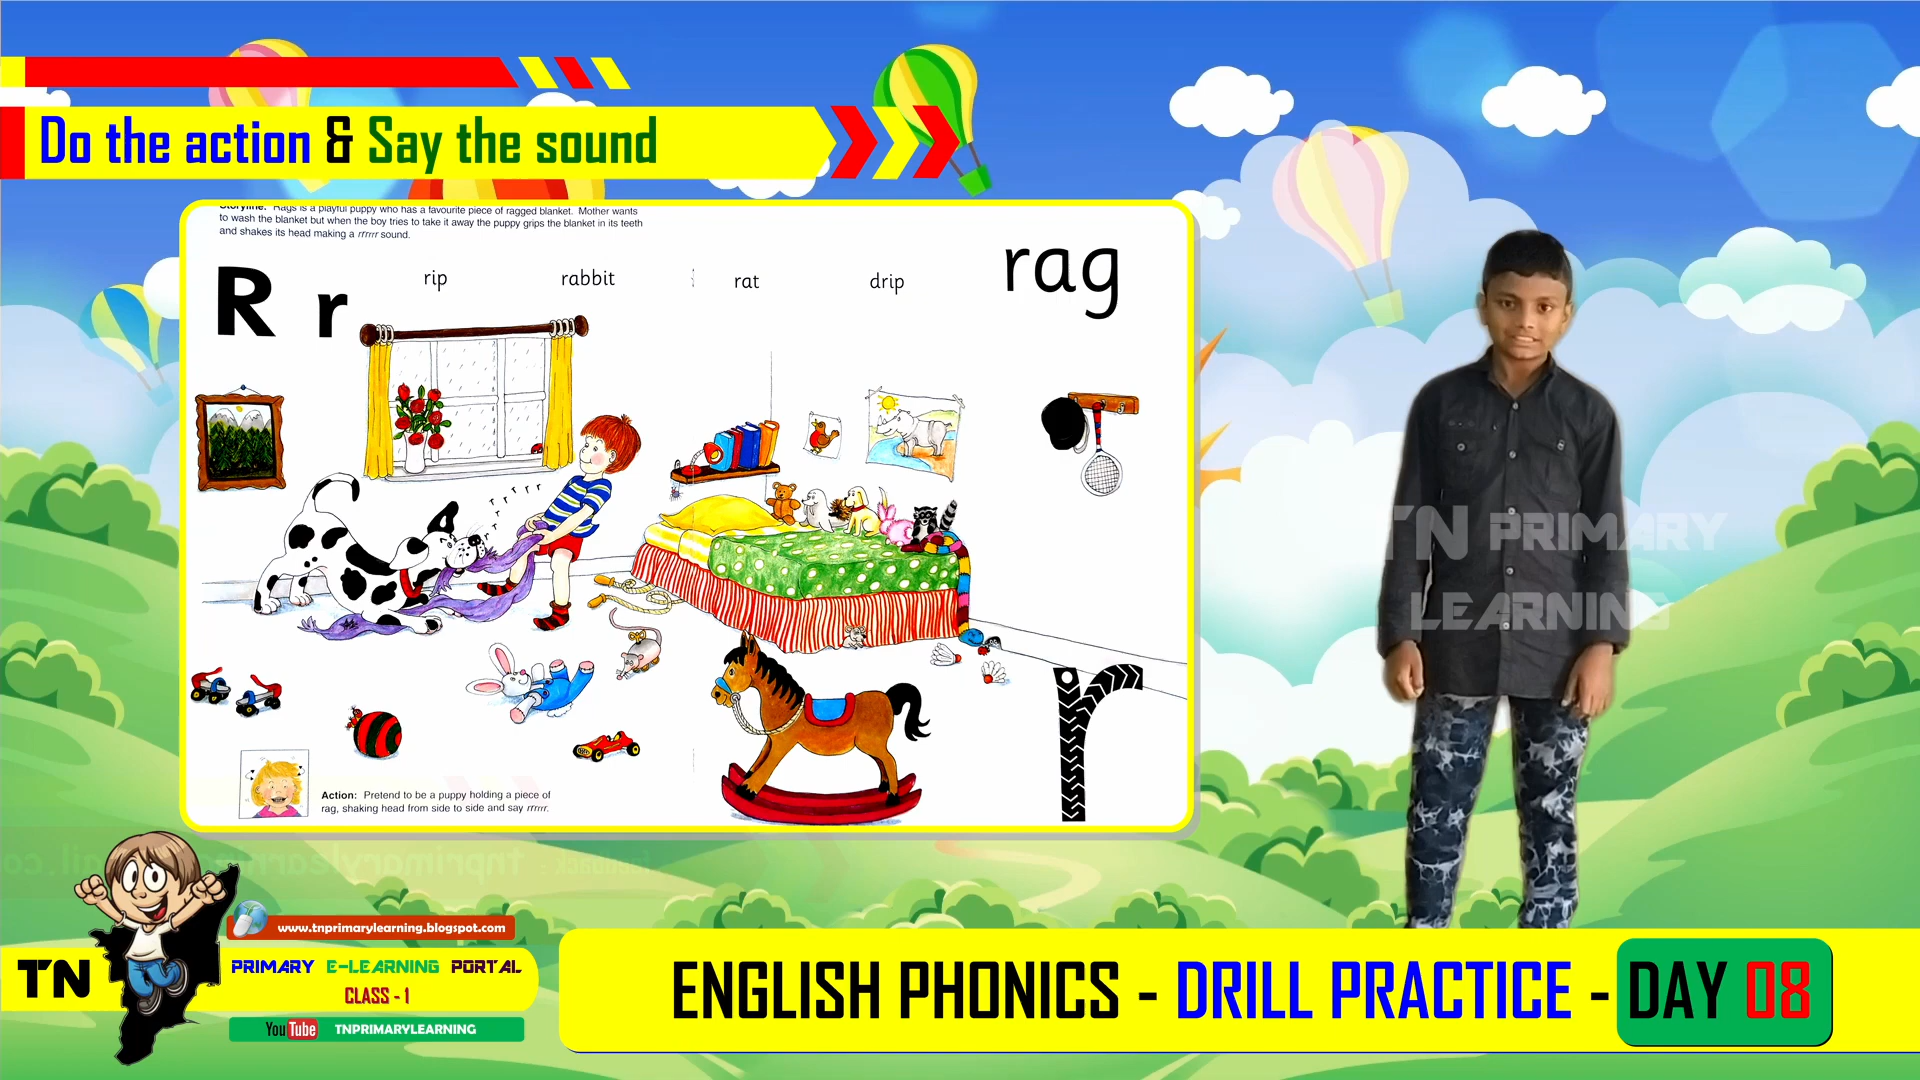 Do the action & Say the sound
Storyline: Rags is a playful puppy who has a favourite piece of ragged blanket. Mother wants
to wash the blanket but when the boy tries to take it away the puppy grips the blanket in its teeth
and shakes its head making a rrrrrr sound.
R r
rip rabbit rat drip
rag
r r r r r r r r
r
Action: Pretend to be a puppy holding a piece of
rag, shaking head from side to side and say rrrrrr.
TN PRIMARY
LEARNING
www.tnprimarylearning.blogspot.com
TN
PRIMARY E-LEARNING PORTAL
CLASS - 1
YouTube TNPRIMARYLEARNING
ENGLISH PHONICS - DRILL PRACTICE - DAY 08